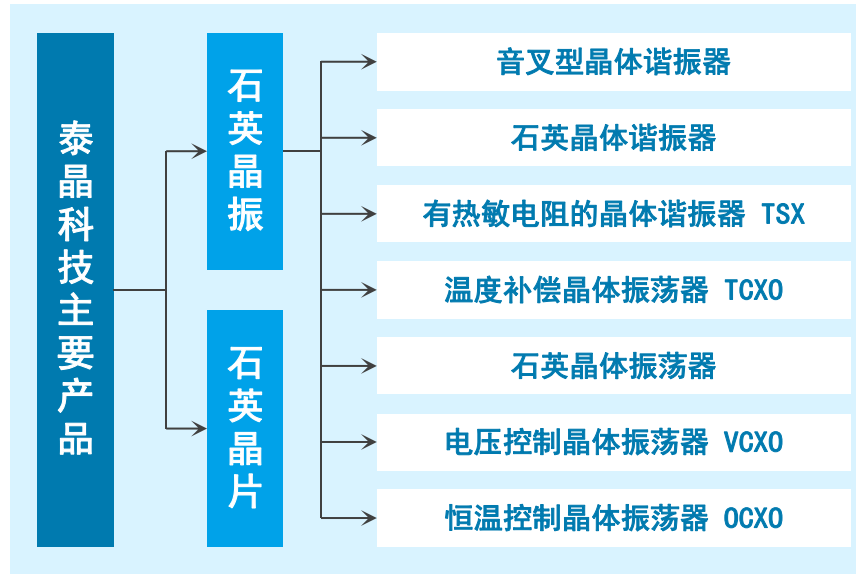 泰晶科技主要产品
石英晶振
石英晶片
音叉型晶体谐振器
石英晶体谐振器
有热敏电阻的晶体谐振器 TSX
温度补偿晶体振荡器 TCXO
石英晶体振荡器
电压控制晶体振荡器 VCXO
恒温控制晶体振荡器 OCXO